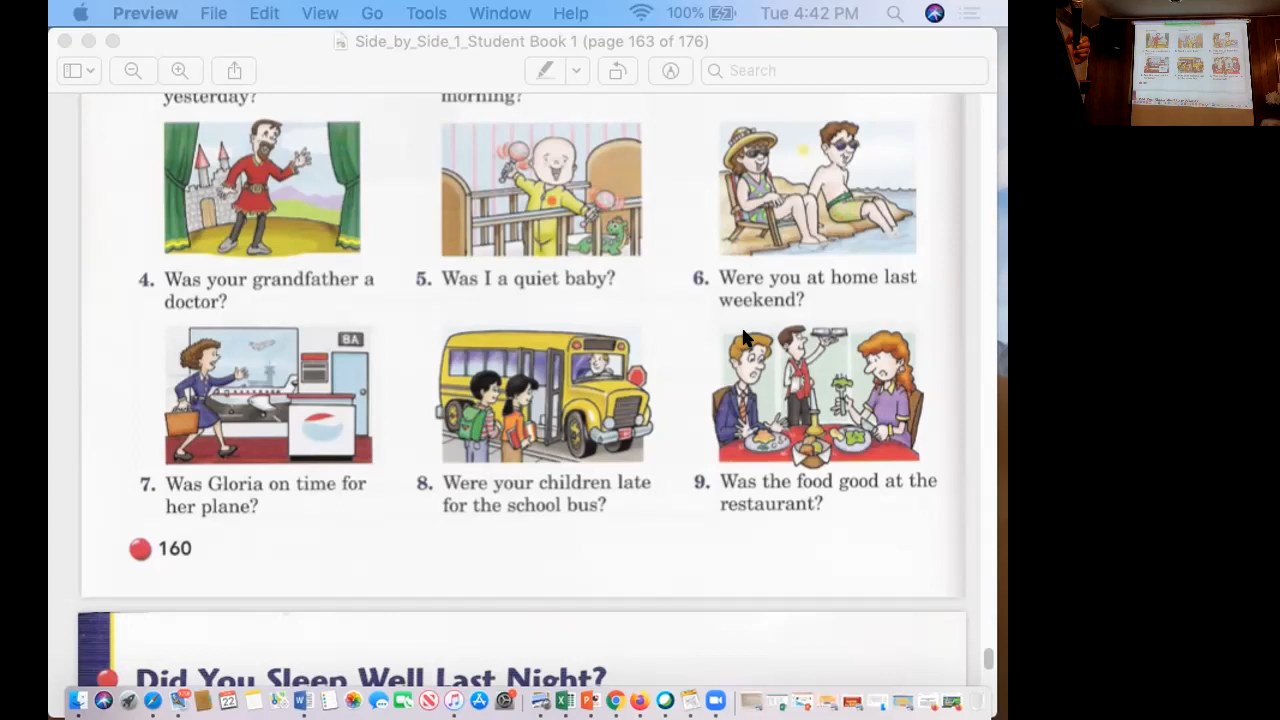 Preview File Edit View Go Tools Window Help 100% Tue 4:42 PM
Side_by_Side_1_Student Book 1 (page 163 of 176)
Search
yesterday?
morning?
8A
4. Was your grandfather a
doctor?
5. Was I a quiet baby?
6. Were you at home last
weekend?
7. Was Gloria on time for
her plane?
8. Were your children late
for the school bus?
9. Was the food good at the
restaurant?
160
Did You Sleep Well Last Night?
22